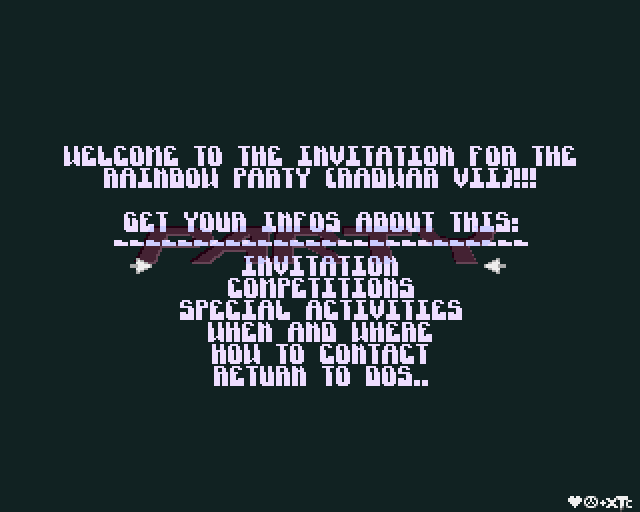 WELCOME TO THE INVITATION FOR THE
RAINBOW PARTY (RADWAR VII)!!!
GET YOUR INFOS ABOUT THIS:
--------------------------
INVITATION
COMPETITIONS
SPECIAL ACTIVITIES
WHEN AND WHERE
HOW TO CONTACT
RETURN TO DOS..
PARTY